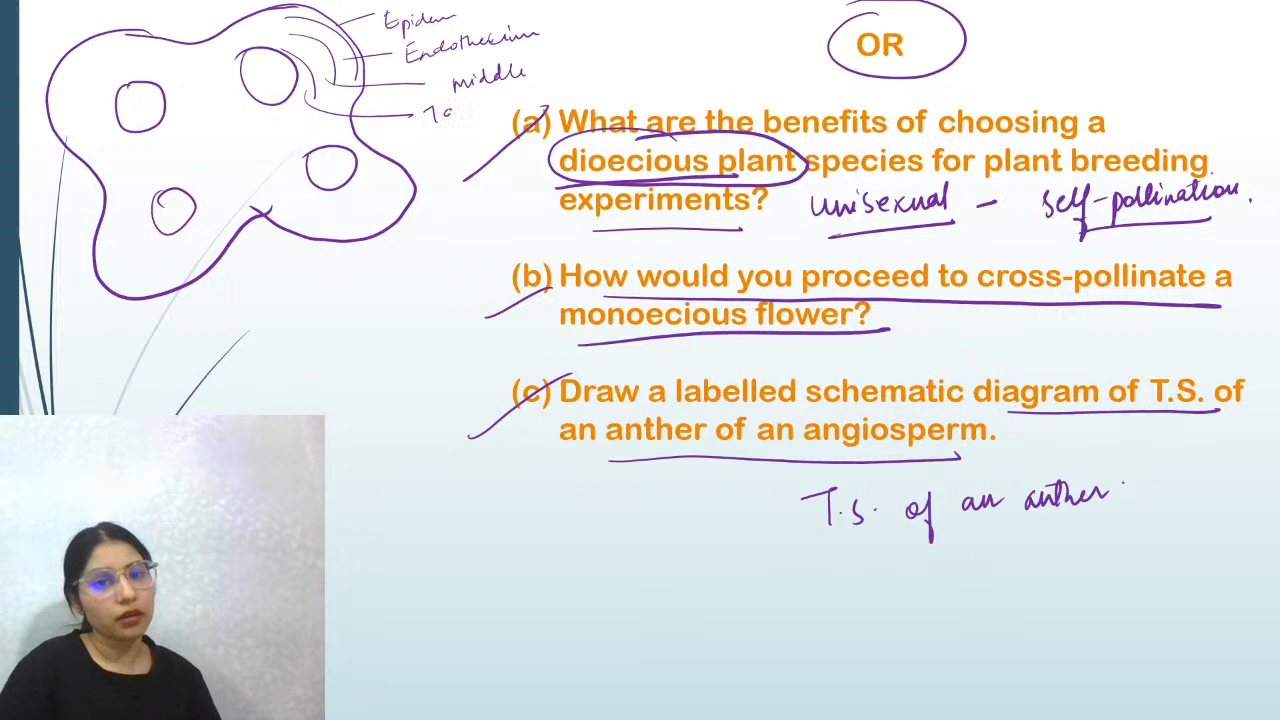 Epidem
Endothecium
middle
Ta
OR
(a) What are the benefits of choosing a
dioecious plant species for plant breeding
experiments? unisexual - self-pollination.
(b) How would you proceed to cross-pollinate a
monoecious flower?
(c) Draw a labelled schematic diagram of T.S. of
an anther of an angiosperm.
T.S. of an anther